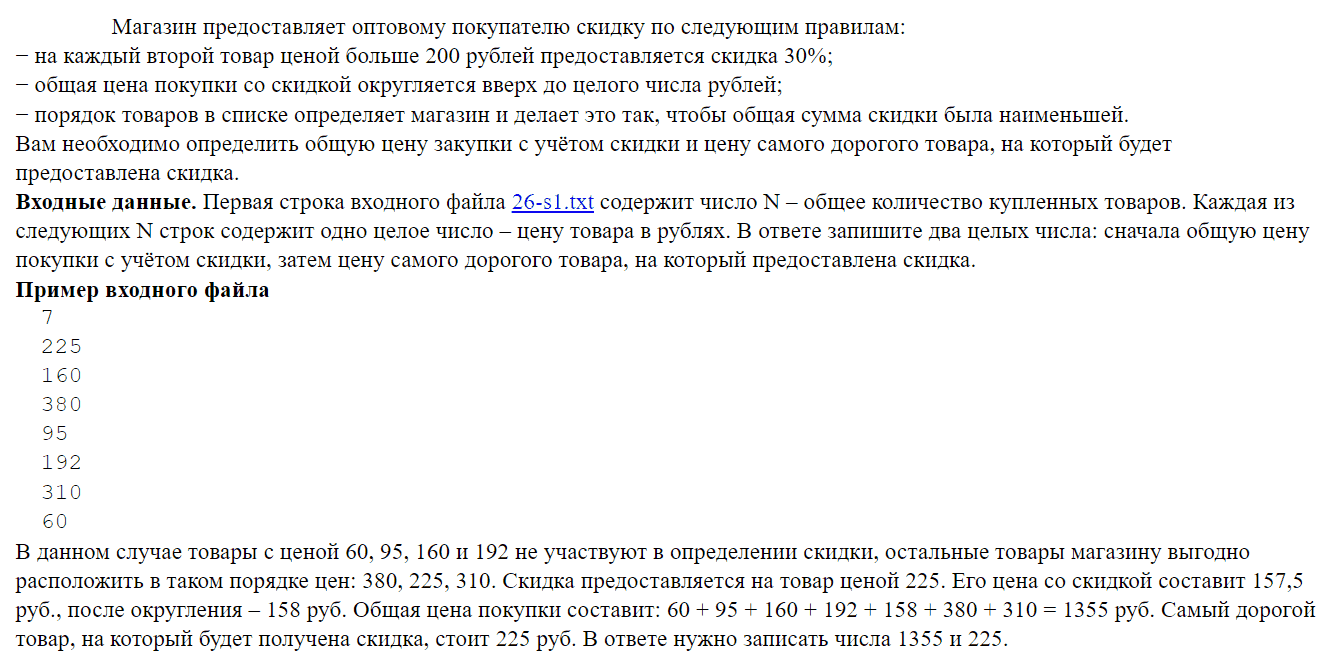 Магазин предоставляет оптовому покупателю скидку по следующим правилам:
− на каждый второй товар ценой больше 200 рублей предоставляется скидка 30%;
− общая цена покупки со скидкой округляется вверх до целого числа рублей;
− порядок товаров в списке определяет магазин и делает это так, чтобы общая сумма скидки была наименьшей.
Вам необходимо определить общую цену закупки с учётом скидки и цену самого дорогого товара, на который будет
предоставлена скидка.
Входные данные. Первая строка входного файла 26-s1.txt содержит число N – общее количество купленных товаров. Каждая из
следующих N строк содержит одно целое число – цену товара в рублях. В ответе запишите два целых числа: сначала общую цену
покупки с учётом скидки, затем цену самого дорогого товара, на который предоставлена скидка.
Пример входного файла
7
225
160
380
95
192
310
60
В данном случае товары с ценой 60, 95, 160 и 192 не участвуют в определении скидки, остальные товары магазину выгодно
расположить в таком порядке цен: 380, 225, 310. Скидка предоставляется на товар ценой 225. Его цена со скидкой составит 157,5
руб., после округления – 158 руб. Общая цена покупки составит: 60 + 95 + 160 + 192 + 158 + 380 + 310 = 1355 руб. Самый дорогой
товар, на который будет получена скидка, стоит 225 руб. В ответе нужно записать числа 1355 и 225.